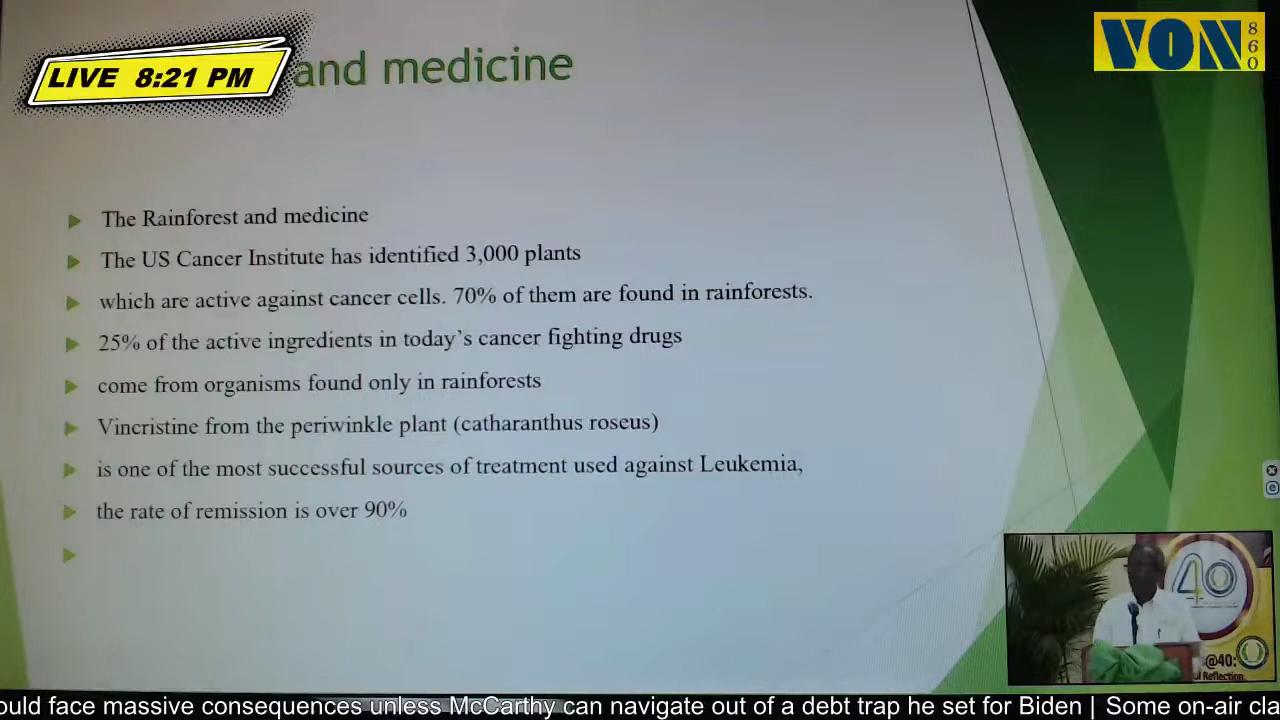 LIVE 8:21 PM
and medicine
VON
860
The Rainforest and medicine
The US Cancer Institute has identified 3,000 plants
which are active against cancer cells. 70% of them are found in rainforests.
25% of the active ingredients in today's cancer fighting drugs
come from organisms found only in rainforests
Vincristine from the periwinkle plant (catharanthus roseus)
is one of the most successful sources of treatment used against Leukemia,
the rate of remission is over 90%
40
@40:
Reflection
ould face massive consequences unless McCarthy can navigate out of a debt trap he set for Biden | Some on-air cla